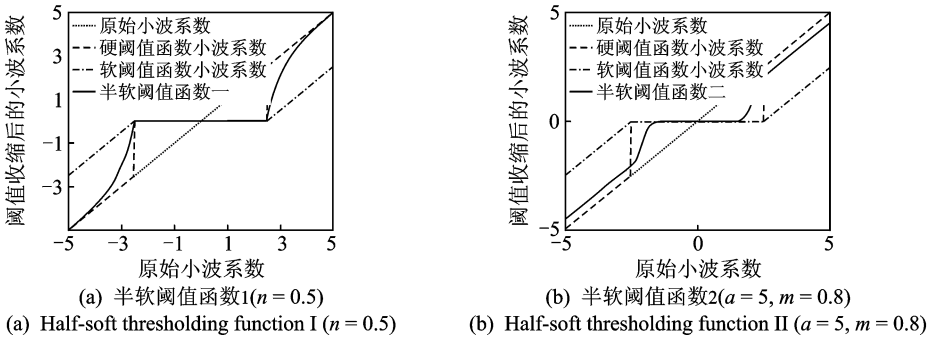 5
3
1
−1
−3
−5
−3
−1
1
3
5
阈值收缩后的小波系数
原始小波系数
硬阈值函数小波系数
软阈值函数小波系数
半软阈值函数一
原始小波系数
(a) 半软阈值函数1(n = 0.5)
(a) Half-soft thresholding function I (n = 0.5)
5
0
−5
−5
0
5
阈值收缩后的小波系数
原始小波系数
硬阈值函数小波系数
软阈值函数小波系数
半软阈值函数二
原始小波系数
(b) 半软阈值函数2(a = 5, m = 0.8)
(b) Half-soft thresholding function II (a = 5, m = 0.8)